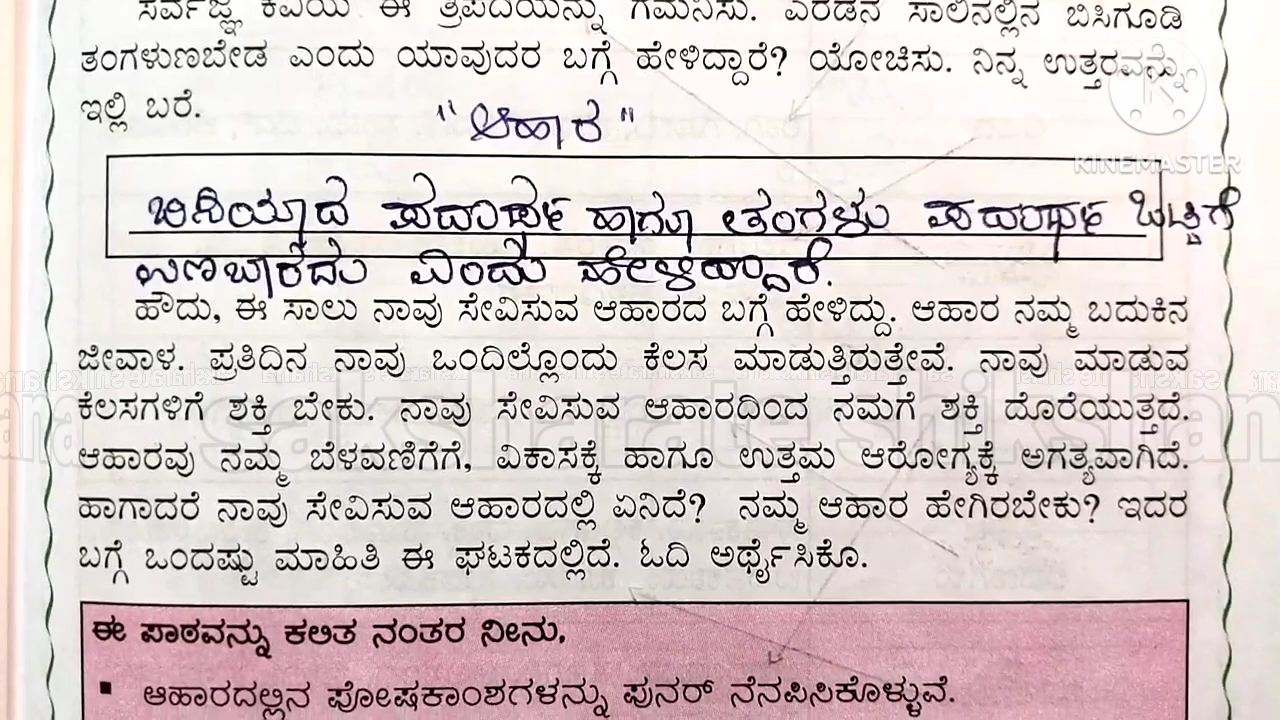 ಸರ್ವಜ್ಞ ಕವಿಯ ಈ ತ್ರಿಪದಿಯನ್ನು ಗಮನಿಸು. ಎರಡನೆ ಸಾಲಿನಲ್ಲಿನ ಬಿಸಿಗೂಡಿ
ತಂಗಳುಣಬೇಡ ಎಂದು ಯಾವುದರ ಬಗ್ಗೆ ಹೇಳಿದ್ದಾರೆ? ಯೋಚಿಸು. ನಿನ್ನ ಉತ್ತರವನ್ನು
ಇಲ್ಲಿ ಬರೆ.
"ಆಹಾರ"
KINEMASTER
ಬಿಸಿಯಾದ ಪದಾರ್ಥ ಹಾಗೂ ತಂಗಳು ಪದಾರ್ಥ ಒಟ್ಟಿಗೆ
ಉಣಬಾರದು ಎಂದು ಹೇಳಿದ್ದಾರೆ.
ಹೌದು, ಈ ಸಾಲು ನಾವು ಸೇವಿಸುವ ಆಹಾರದ ಬಗ್ಗೆ ಹೇಳಿದ್ದು. ಆಹಾರ ನಮ್ಮ ಬದುಕಿನ
ಜೀವಾಳ. ಪ್ರತಿದಿನ ನಾವು ಒಂದಿಲ್ಲೊಂದು ಕೆಲಸ ಮಾಡುತ್ತಿರುತ್ತೇವೆ. ನಾವು ಮಾಡುವ
ಕೆಲಸಗಳಿಗೆ ಶಕ್ತಿ ಬೇಕು. ನಾವು ಸೇವಿಸುವ ಆಹಾರದಿಂದ ನಮಗೆ ಶಕ್ತಿ ದೊರೆಯುತ್ತದೆ.
ಆಹಾರವು ನಮ್ಮ ಬೆಳವಣಿಗೆಗೆ, ವಿಕಾಸಕ್ಕೆ ಹಾಗೂ ಉತ್ತಮ ಆರೋಗ್ಯಕ್ಕೆ ಅಗತ್ಯವಾಗಿದೆ.
ಹಾಗಾದರೆ ನಾವು ಸೇವಿಸುವ ಆಹಾರದಲ್ಲಿ ಏನಿದೆ? ನಮ್ಮ ಆಹಾರ ಹೇಗಿರಬೇಕು? ಇದರ
ಬಗ್ಗೆ ಒಂದಷ್ಟು ಮಾಹಿತಿ ಈ ಘಟಕದಲ್ಲಿದೆ. ಓದಿ ಅರ್ಥೈಸಿಕೊ.
ಈ ಪಾಠವನ್ನು ಕಲಿತ ನಂತರ ನೀನು,
▪ ಆಹಾರದಲ್ಲಿನ ಪೋಷಕಾಂಶಗಳನ್ನು ಪುನರ್ ನೆನಪಿಸಿಕೊಳ್ಳುವೆ.